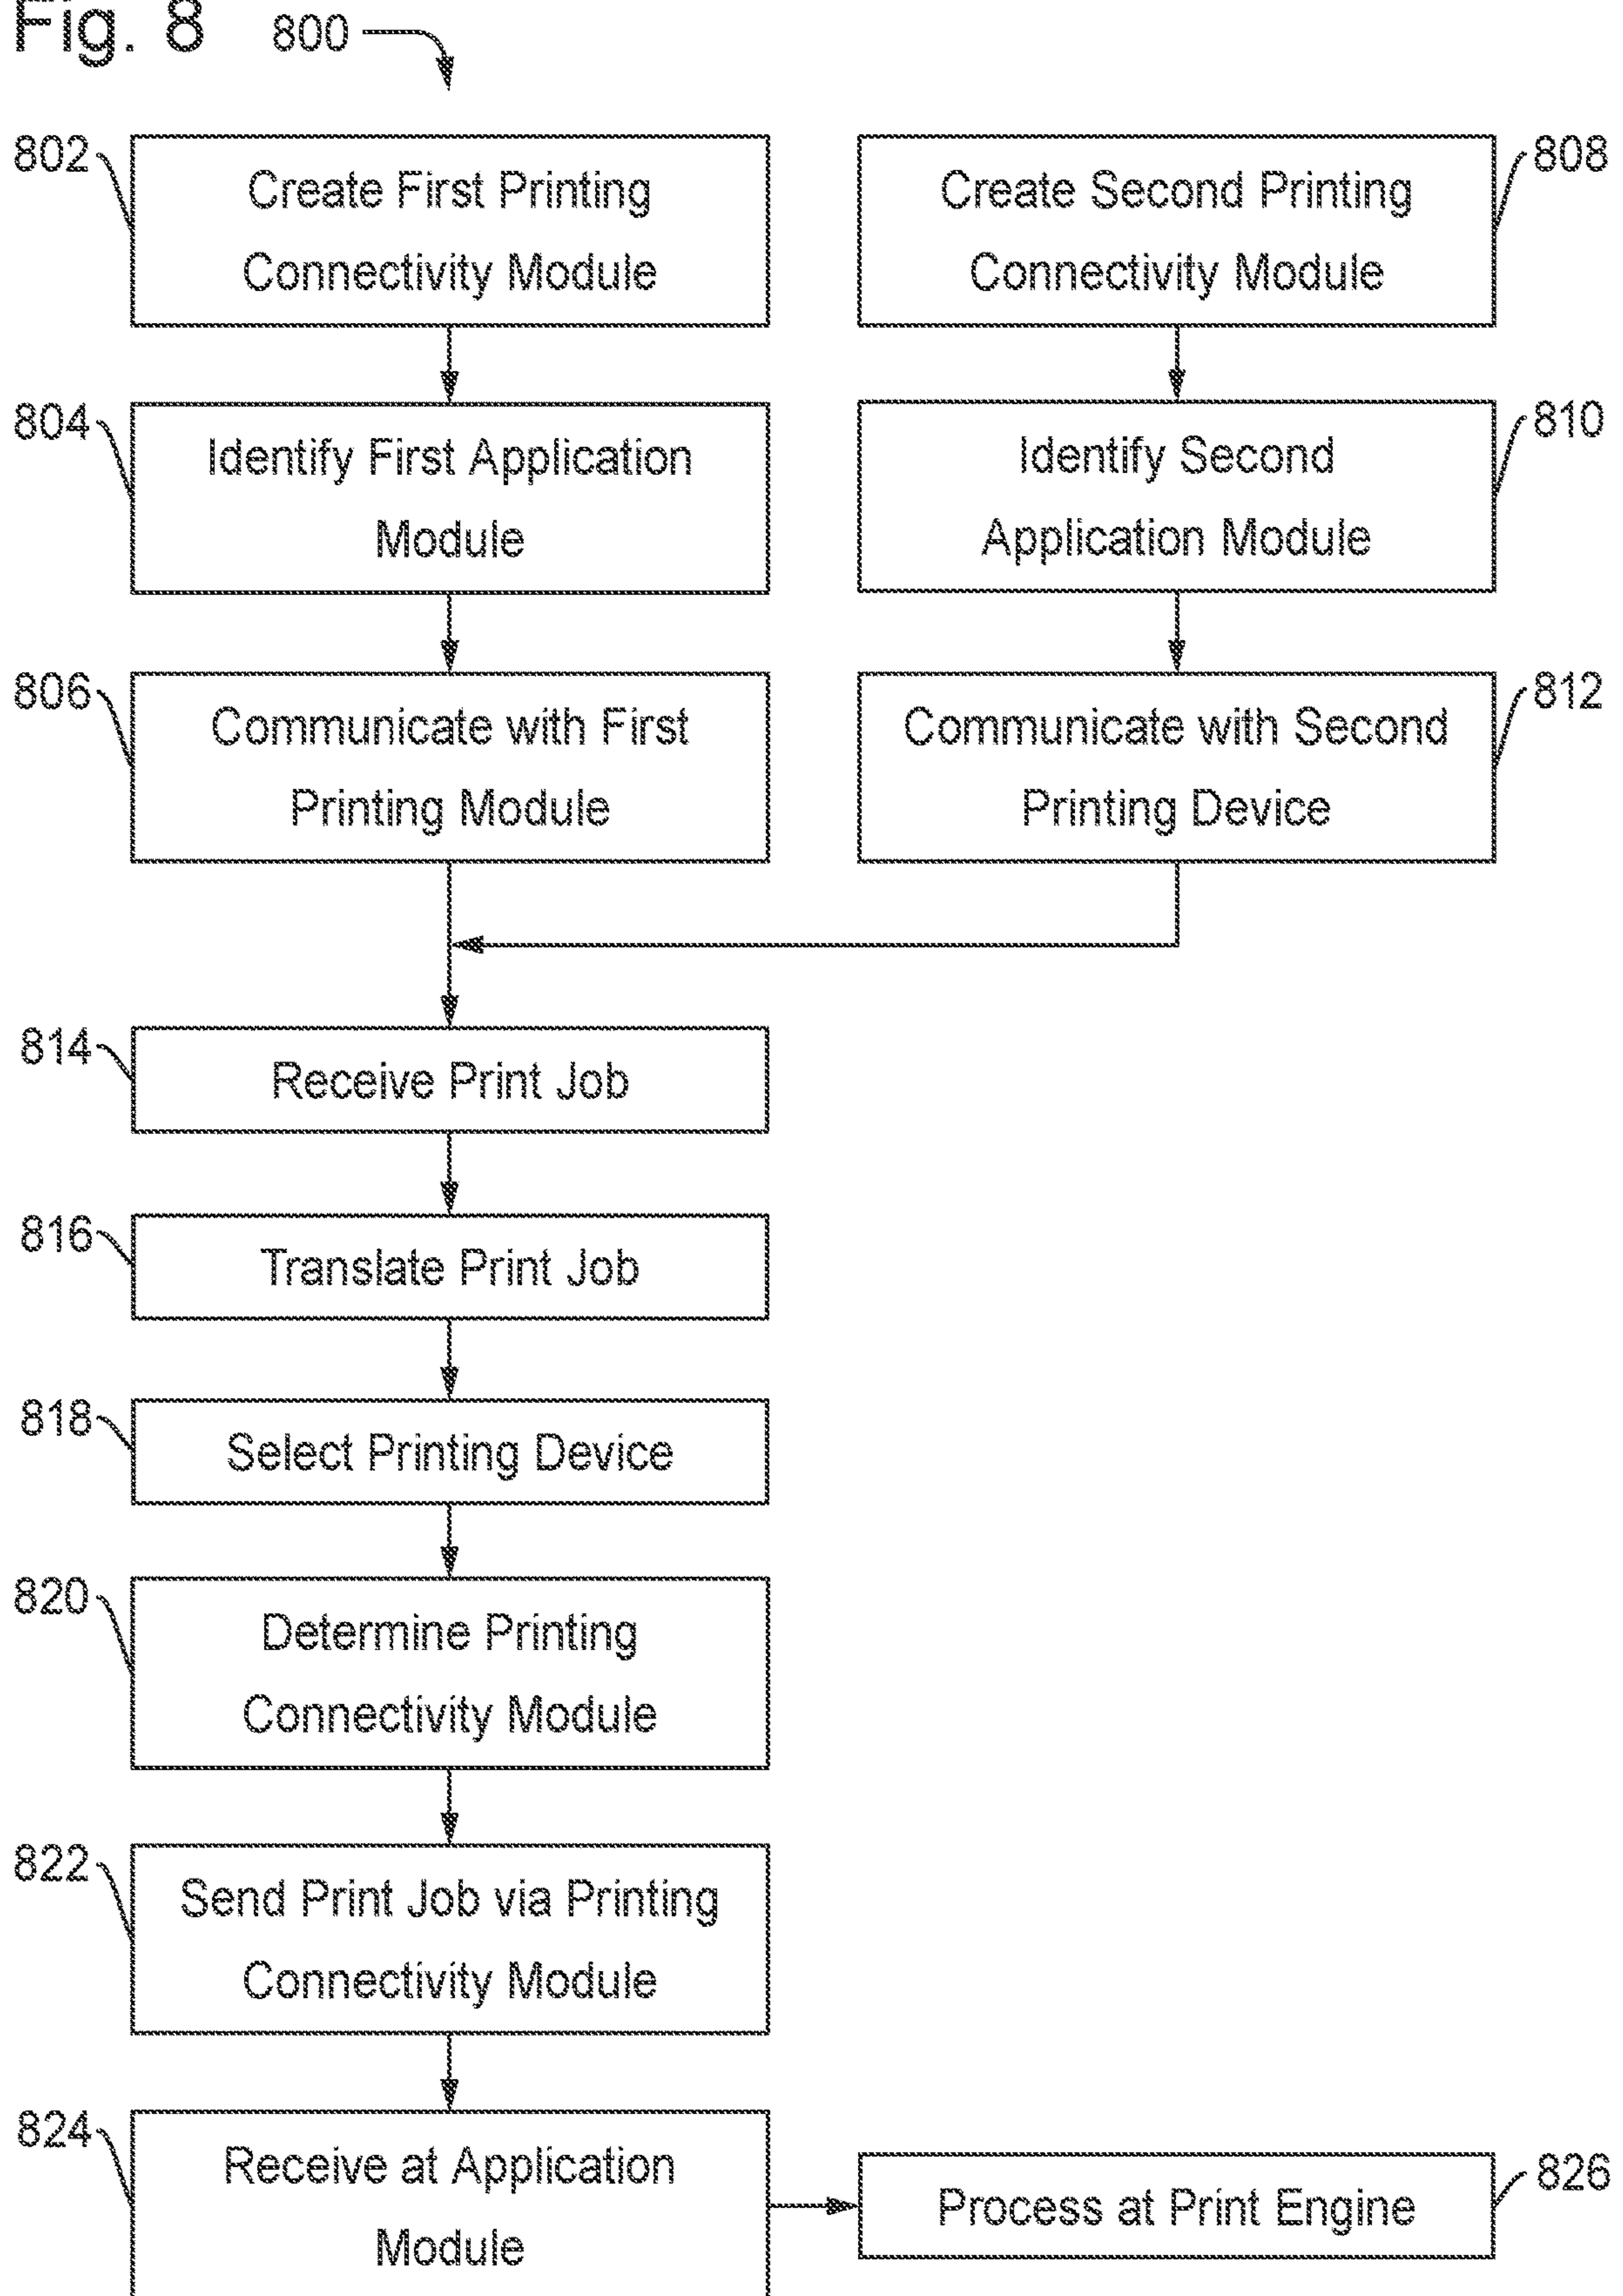 Fig. 8
800
802
Create First Printing
Connectivity Module
808
Create Second Printing
Connectivity Module
804
Identify First Application
Module
810
Identify Second
Application Module
806
Communicate with First
Printing Module
812
Communicate with Second
Printing Device
814
Receive Print Job
816
Translate Print Job
818
Select Printing Device
820
Determine Printing
Connectivity Module
822
Send Print Job via Printing
Connectivity Module
824
Receive at Application
Module
826
Process at Print Engine